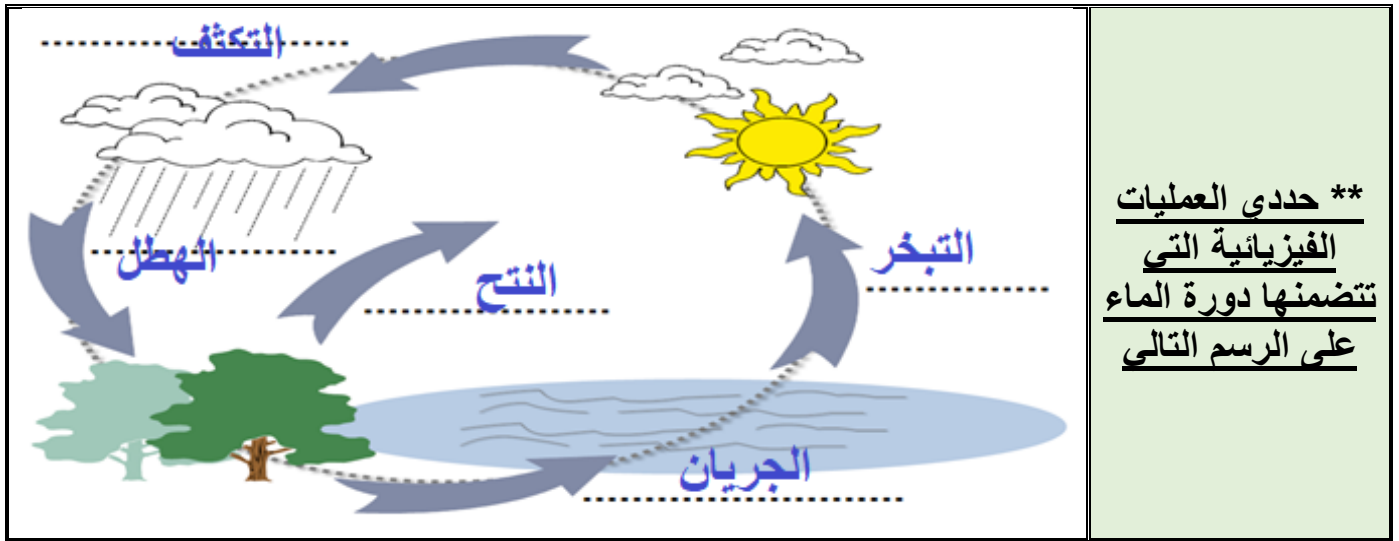 ** حددي العمليات
الفيزيائية التي
تتضمنها دورة الماء
على الرسم التالي
التكثف
التبخر
النتح
الهطل
الجريان